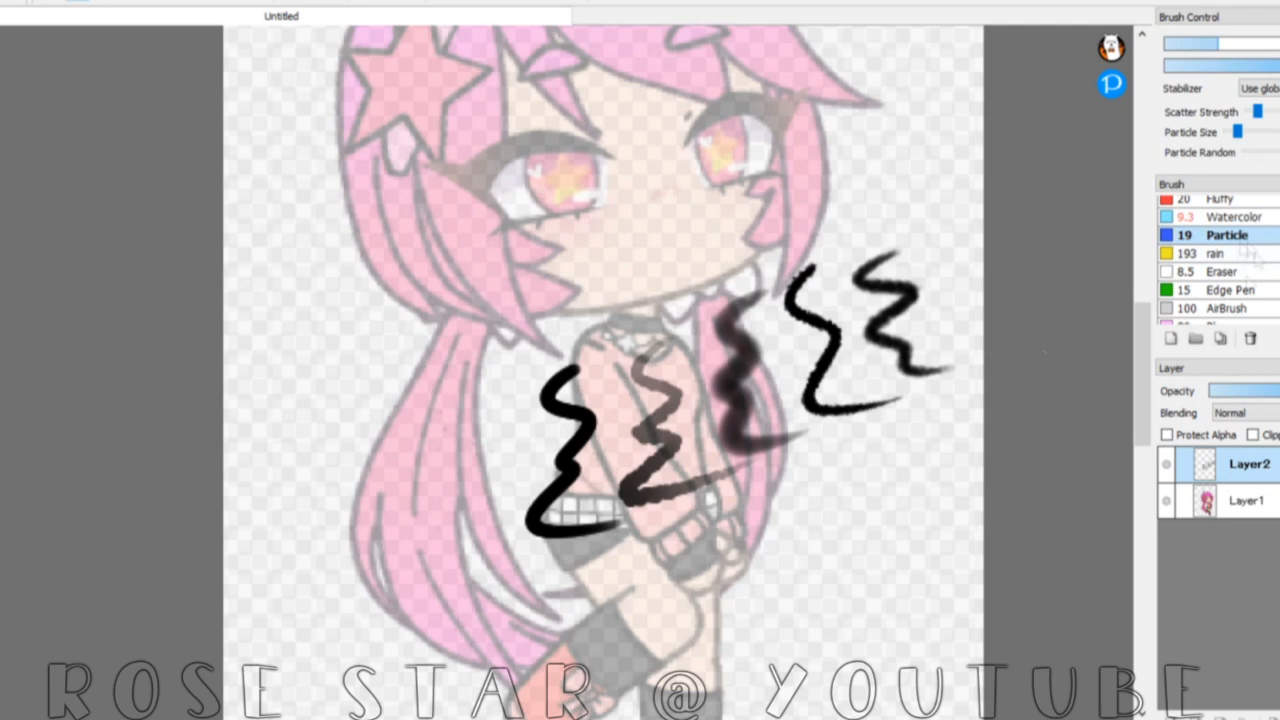 Untitled
Brush Control
Stabilizer Use glob
Scatter Strength
Particle Size
Particle Random
Brush
20 Fluffy
9.3 Watercolor
19 Particle
193 rain
8.5 Eraser
15 Edge Pen
100 AirBrush
Layer
Opacity
Blending Normal
Protect Alpha Clip
Layer2
Layer1
ROSE STAR @ YOUTUBE